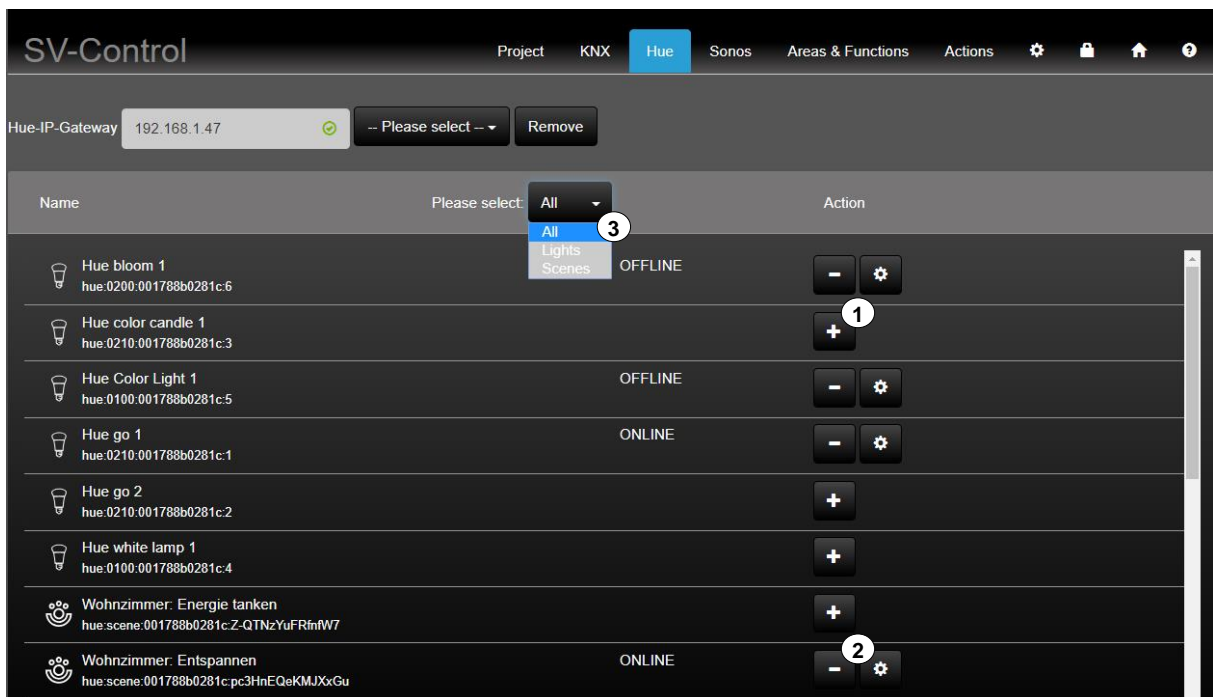 SV-Control Project KNX Hue Sonos Areas & Functions Actions
Hue-IP-Gateway 192.168.1.47 -- Please select -- Remove
Name Please select: All Action
All
Lights
Scenes
3
Hue bloom 1 OFFLINE
hue:0200:001788b0281c:6
1
Hue color candle 1
hue:0210:001788b0281c:3
Hue Color Light 1 OFFLINE
hue:0100:001788b0281c:5
Hue go 1 ONLINE
hue:0210:001788b0281c:1
Hue go 2
hue:0210:001788b0281c:2
Hue white lamp 1
hue:0100:001788b0281c:4
Wohnzimmer: Energie tanken
hue:scene:001788b0281c:Z-QTNzYuFRfnfW7
2
Wohnzimmer: Entspannen ONLINE
hue:scene:001788b0281c:pc3HnEQeKMJXxGu